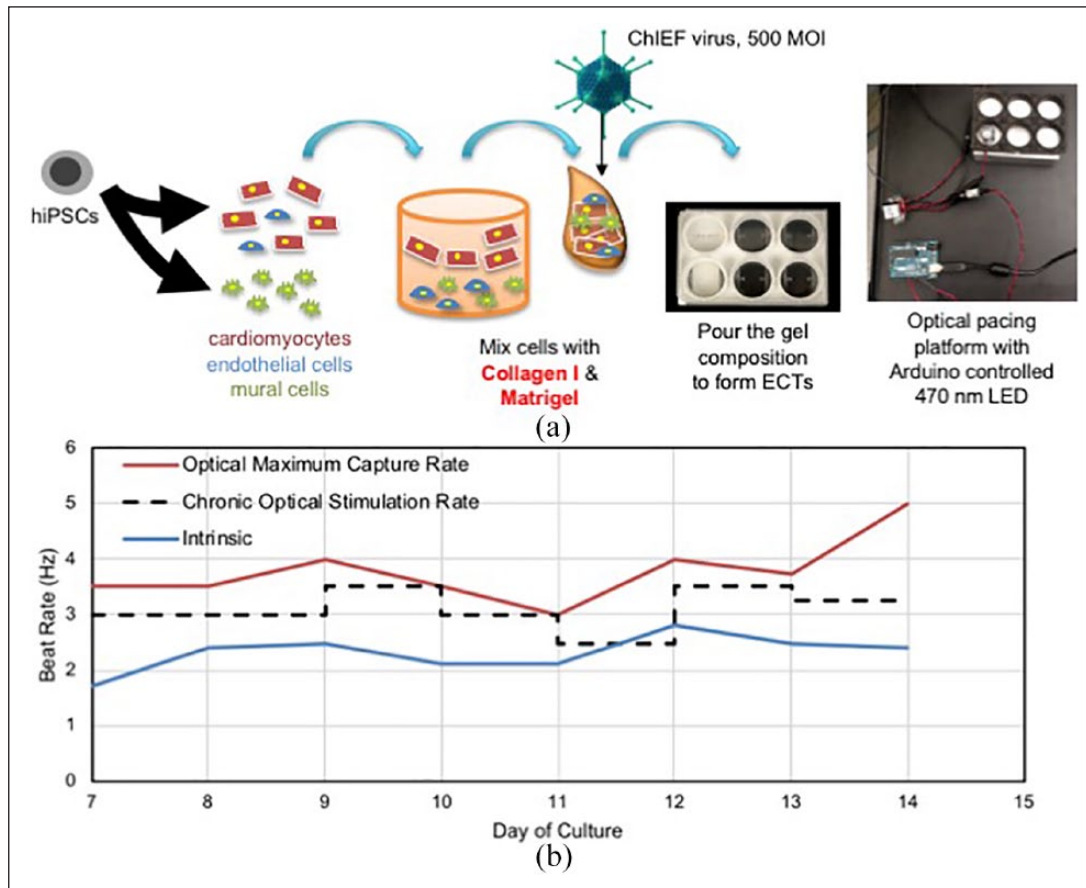 ChIEF virus, 500 MOI
hiPSCs
cardiomyocytes
endothelial cells
mural cells
Mix cells with
Collagen I &
Matrigel
Pour the gel
composition
to form ECTs
Optical pacing
platform with
Arduino controlled
470 nm LED
(a)
6
5
4
3
2
1
0
Beat Rate (Hz)
Optical Maximum Capture Rate
Chronic Optical Stimulation Rate
Intrinsic
7 8 9 10 11 12 13 14 15
Day of Culture
(b)